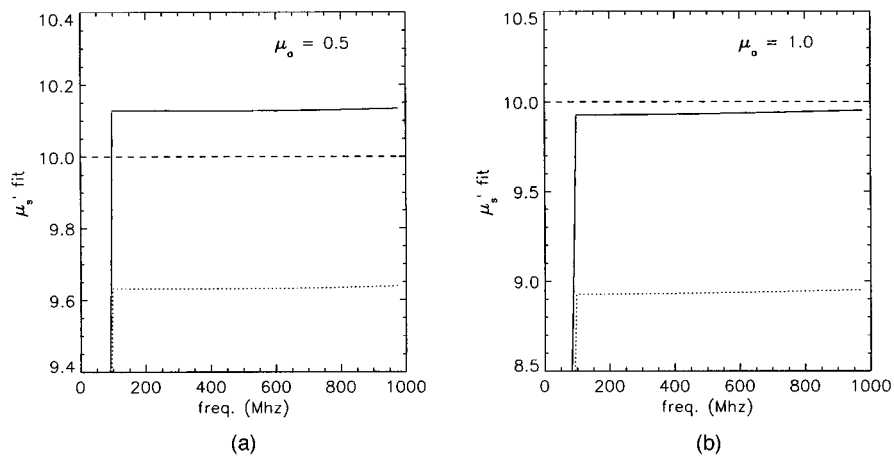 10.4
10.2
10.0
9.8
9.6
9.4
μs' fit
μa = 0.5
0 200 400 600 800 1000
freq. (Mhz)
(a)
10.5
10.0
9.5
9.0
8.5
μs' fit
μa = 1.0
0 200 400 600 800 1000
freq. (Mhz)
(b)